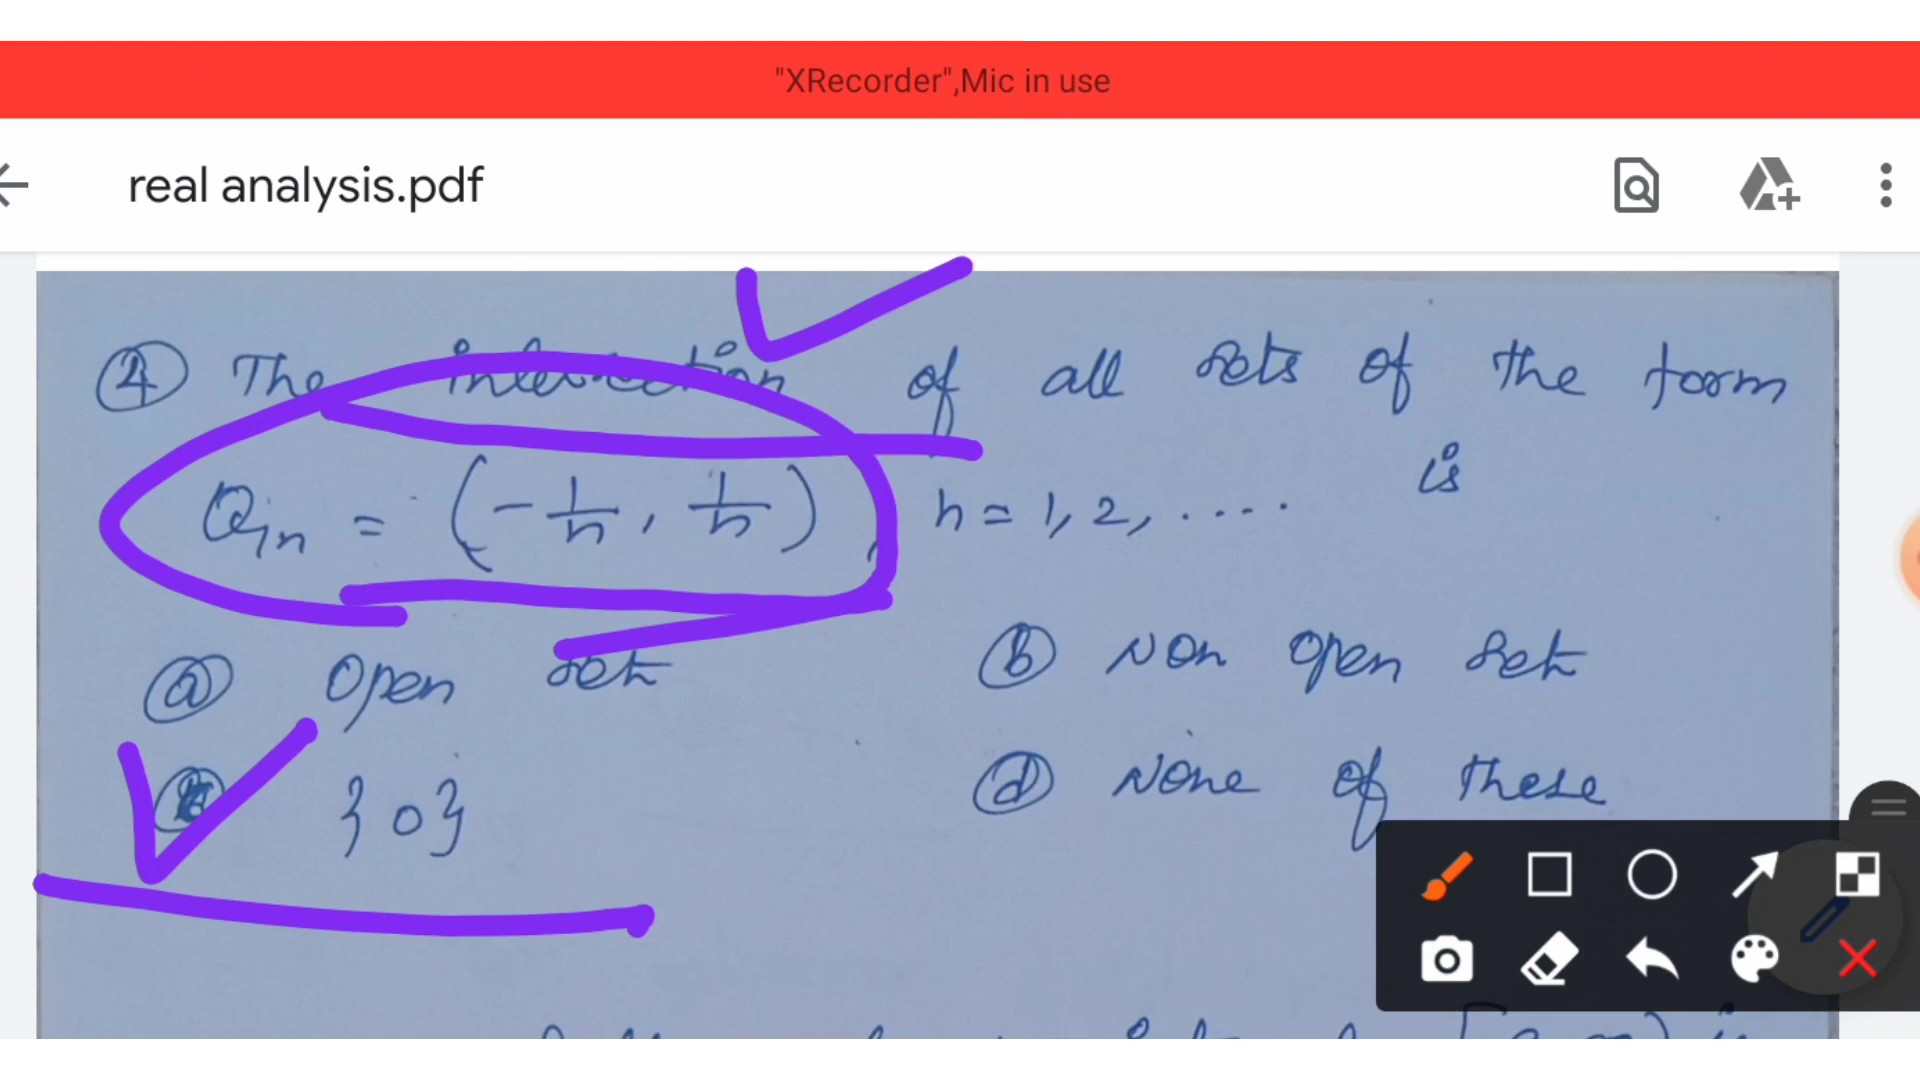 "XRecorder",Mic in use
real analysis.pdf
④ The intersection of all sets of the form
Gin = (-1/n, 1/n), n = 1, 2, ..... is
ⓐ Open set ⓑ Non open set
{0} ⓓ None of these